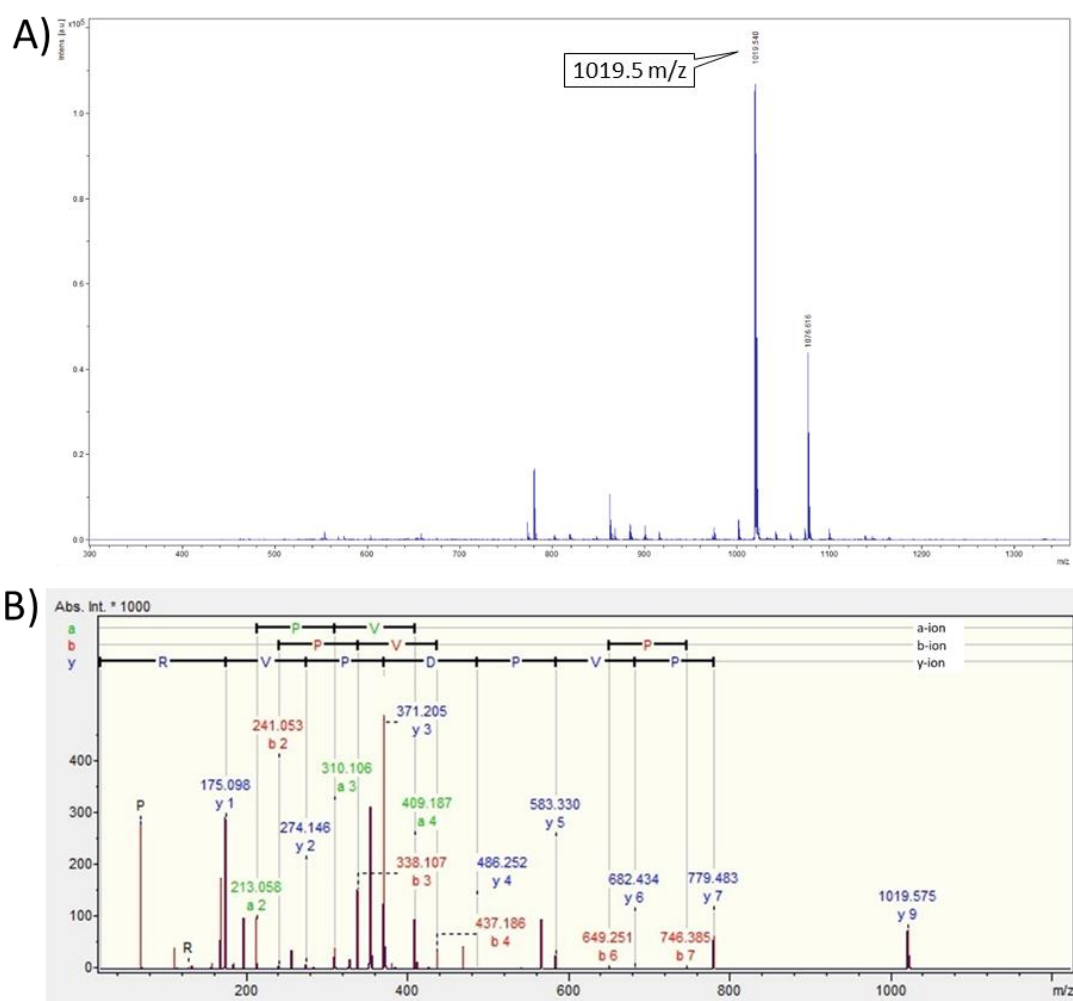 A)
x10⁵
Intens. [a.u.]
1019.5 m/z
1019.540
1076.616
1.0
0.8
0.6
0.4
0.2
0.0
300 400 500 600 700 800 900 1000 1100 1200 1300
m/z
B)
Abs. Int. * 1000
a P V a-ion
b P V P b-ion
y R V P D P V P y-ion
371.205
y 3
241.053
b 2
400
310.106
a 3
175.098
y 1
409.187
a 4
583.330
y 5
P
300
274.146
y 2
338.107
b 3
486.252
y 4
200
213.058
a 2
682.434
y 6
779.483
y 7
437.186
b 4
649.251
b 6
746.385
b 7
1019.575
y 9
100
R
0
200 400 600 800 1000 m/z